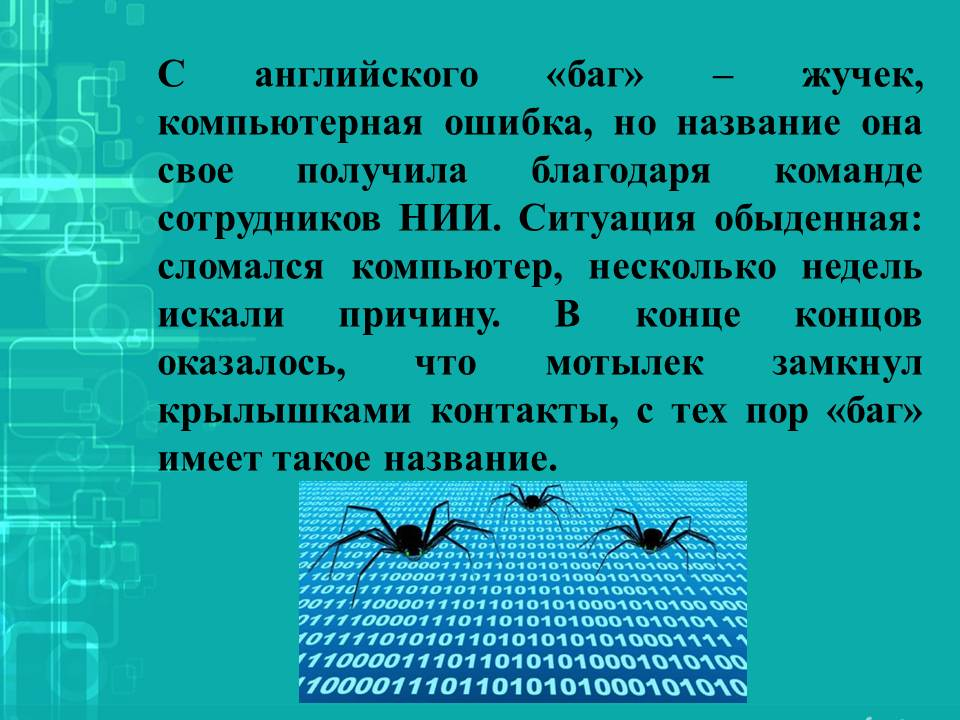 С английского «баг» – жучек,
компьютерная ошибка, но название она
свое получила благодаря команде
сотрудников НИИ. Ситуация обыденная:
сломался компьютер, несколько недель
искали причину. В конце концов
оказалось, что мотылек замкнул
крылышками контакты, с тех пор «баг»
имеет такое название.